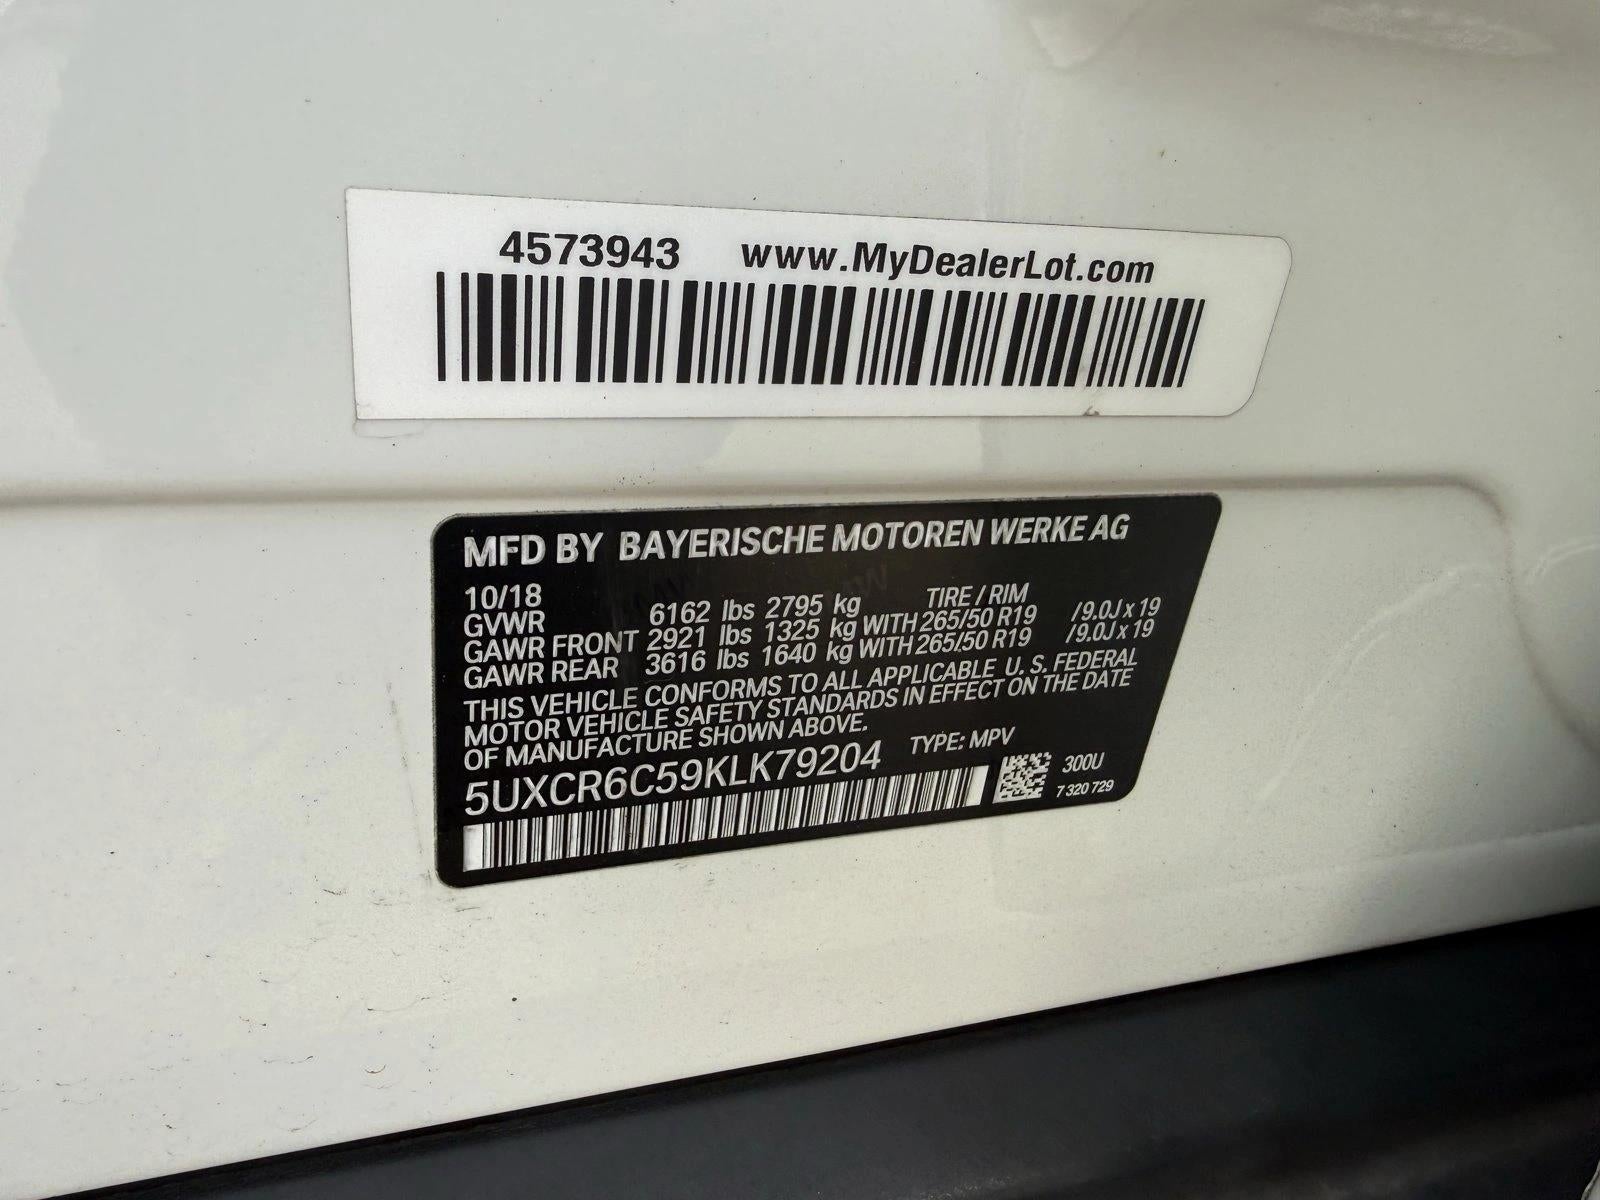 4573943 www.MyDealerLot.com
MFD BY BAYERISCHE MOTOREN WERKE AG
10/18 TIRE / RIM
GVWR 6162 lbs 2795 kg
GAWR FRONT 2921 lbs 1325 kg WITH 265/50 R19 /9.0J x 19
GAWR REAR 3616 lbs 1640 kg WITH 265/50 R19 /9.0J x 19
THIS VEHICLE CONFORMS TO ALL APPLICABLE U. S. FEDERAL
MOTOR VEHICLE SAFETY STANDARDS IN EFFECT ON THE DATE
OF MANUFACTURE SHOWN ABOVE.
5UXCR6C59KLK79204 TYPE: MPV
300U
7 320 729